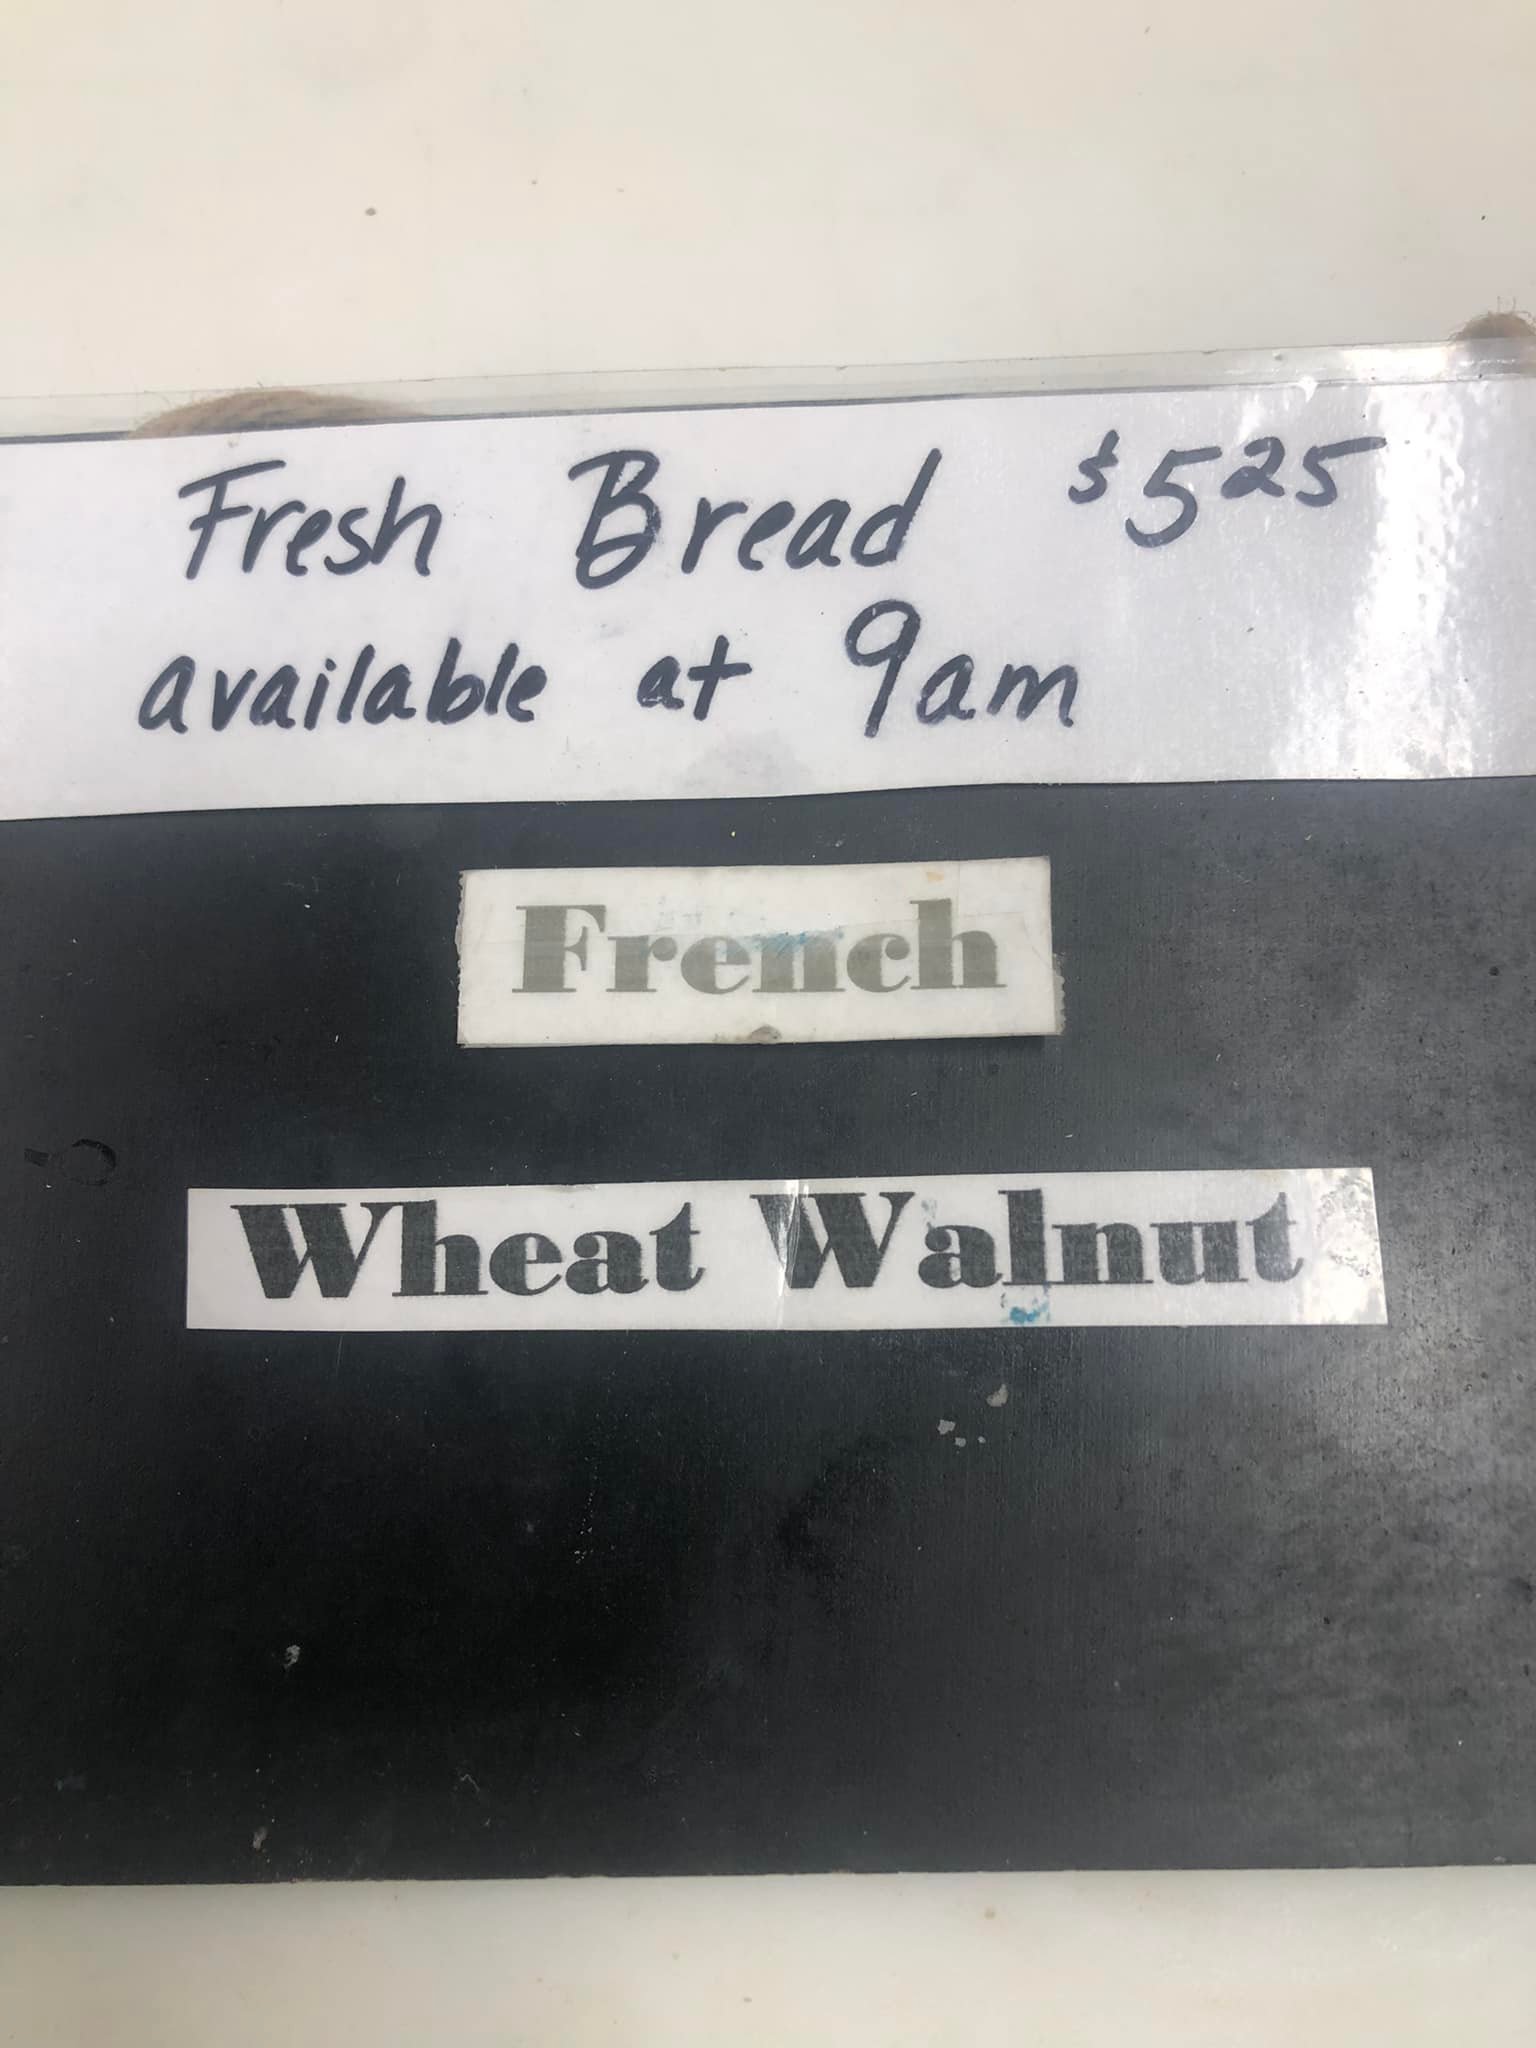 Fresh Bread $525
available at 9am
French
Wheat Walnut